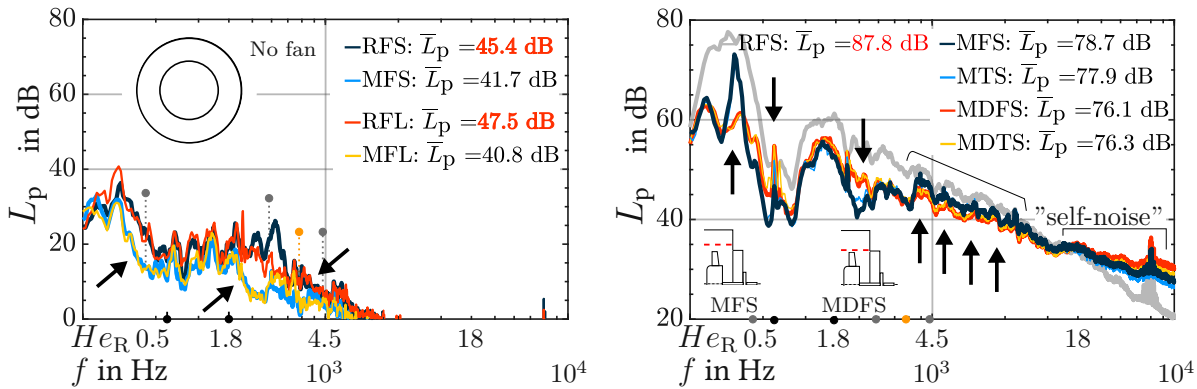 80
60
40
20
0
L̅p in dB
No fan
RFS: L̅p =45.4 dB
MFS: L̅p =41.7 dB
RFL: L̅p =47.5 dB
MFL: L̅p =40.8 dB
HeR 0.5 1.8 4.5 18
f in Hz 10³ 10⁴
80
60
40
20
Lp in dB
RFS: L̅p =87.8 dB
MFS: L̅p =78.7 dB
MTS: L̅p =77.9 dB
MDFS: L̅p =76.1 dB
MDTS: L̅p =76.3 dB
"self-noise"
MFS
MDFS
HeR 0.5 1.8 4.5 18
f in Hz 10³ 10⁴